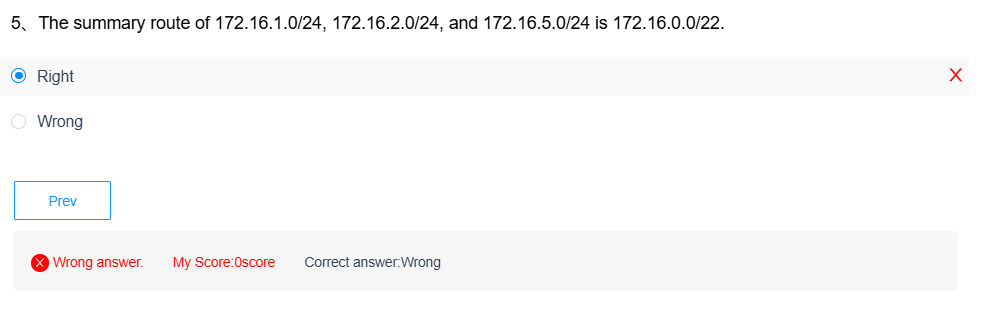 5、 The summary route of 172.16.1.0/24, 172.16.2.0/24, and 172.16.5.0/24 is 172.16.0.0/22.
Right
Wrong
Prev
Wrong answer. My Score:0score Correct answer:Wrong